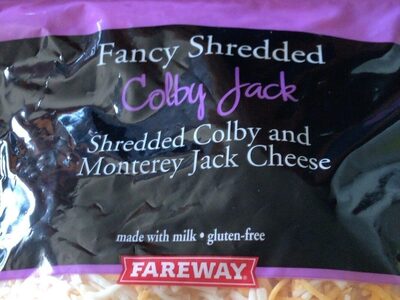 Fancy Shredded
Colby Jack
Shredded Colby and
Monterey Jack Cheese
made with milk • gluten-free
FAREWAY